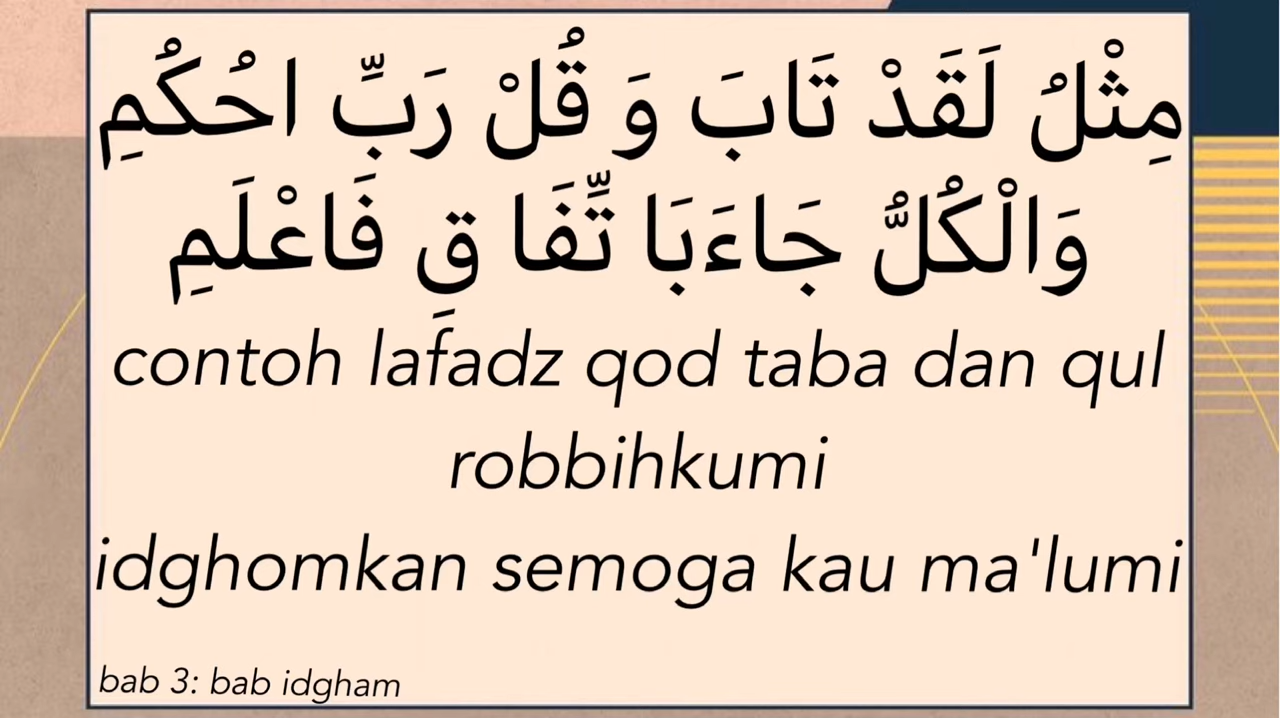 مِثْلُ لَقَدْ تَابَ وَ قُلْ رَبِّ احُكُمِ
وَالْكُلُّ جَاءَبَا تِّفَا قِ فَاعْلَمِ
contoh lafadz qod taba dan qul
robbihkumi
idghomkan semoga kau ma'lumi
bab 3: bab idgham